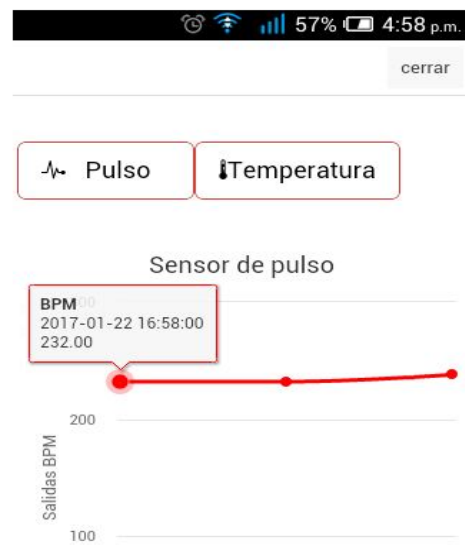 57% 4:58 p.m.
cerrar
Pulso Temperatura
Sensor de pulso
BPM
2017-01-22 16:58:00
232.00
200
Salidas BPM
100